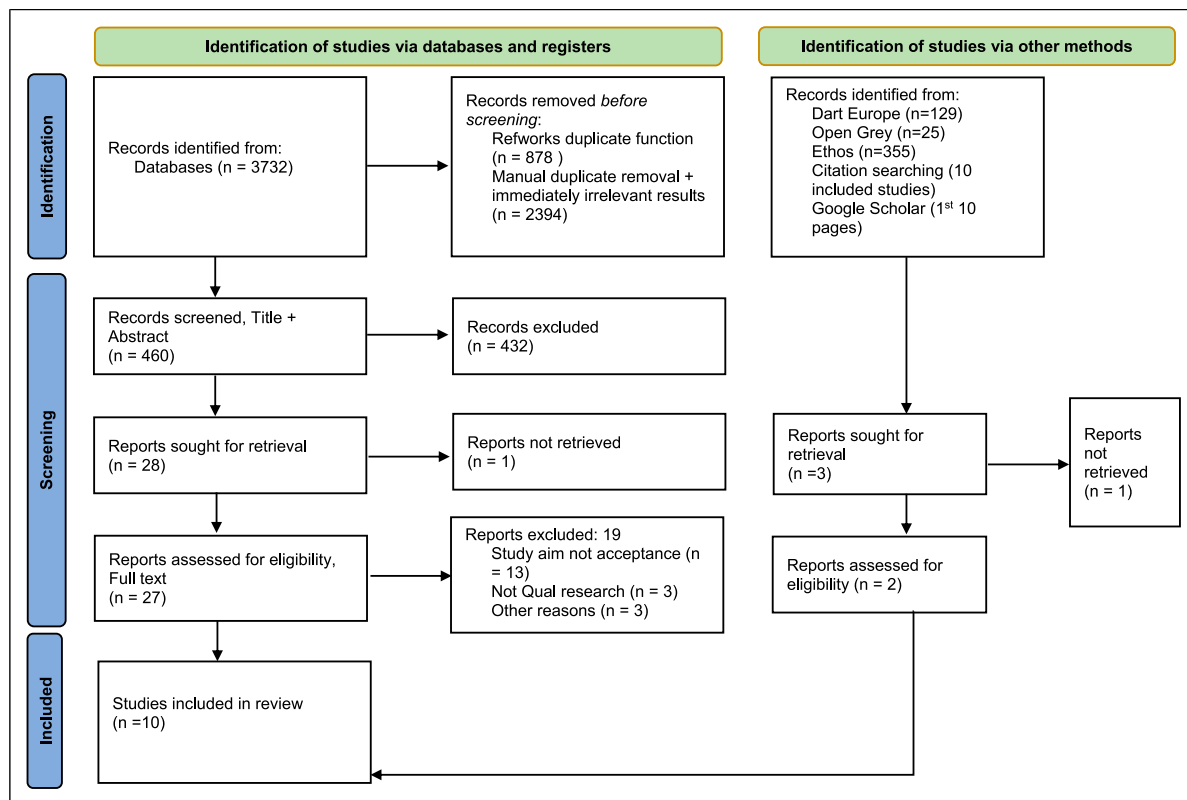 Identification of studies via databases and registers
Identification of studies via other methods
Identification
Records identified from:
Databases (n = 3732)
Records removed before
screening:
Refworks duplicate function
(n = 878 )
Manual duplicate removal +
immediately irrelevant results
(n = 2394)
Records identified from:
Dart Europe (n=129)
Open Grey (n=25)
Ethos (n=355)
Citation searching (10
included studies)
Google Scholar (1st 10
pages)
Screening
Records screened, Title +
Abstract
(n = 460)
Records excluded
(n = 432)
Reports sought for retrieval
(n = 28)
Reports not retrieved
(n = 1)
Reports sought for
retrieval
(n =3)
Reports
not
retrieved
(n = 1)
Reports assessed for eligibility,
Full text
(n = 27)
Reports excluded: 19
Study aim not acceptance (n
= 13)
Not Qual research (n = 3)
Other reasons (n = 3)
Reports assessed for
eligibility (n = 2)
Included
Studies included in review
(n =10)